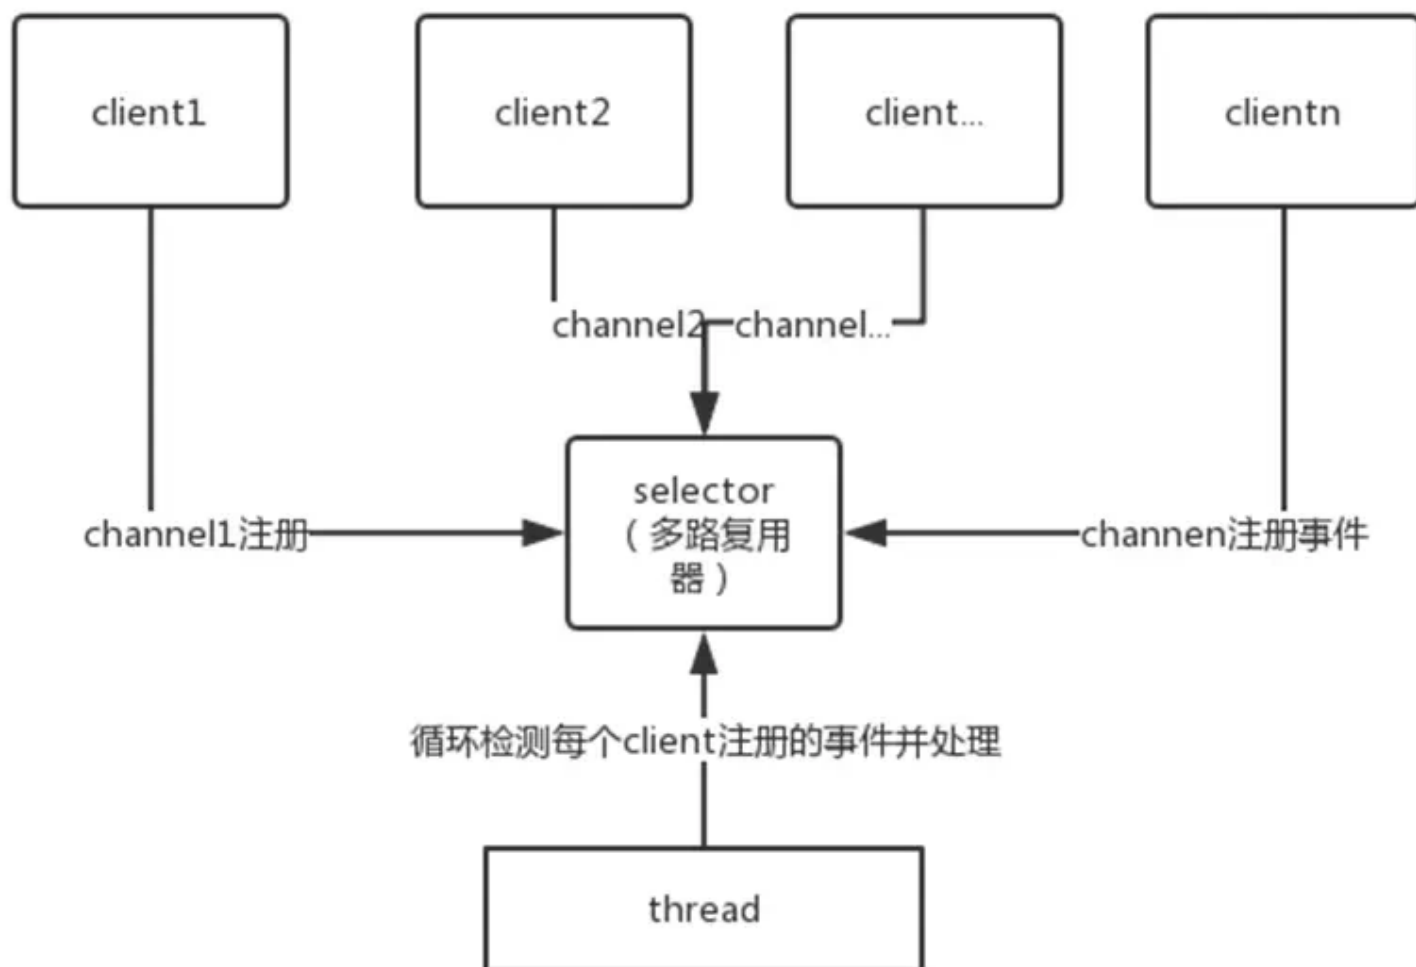 client1
client2
client...
clientn
channel2
channel...
selector
（多路复用
器）
channel1注册
channen注册事件
循环检测每个client注册的事件并处理
thread